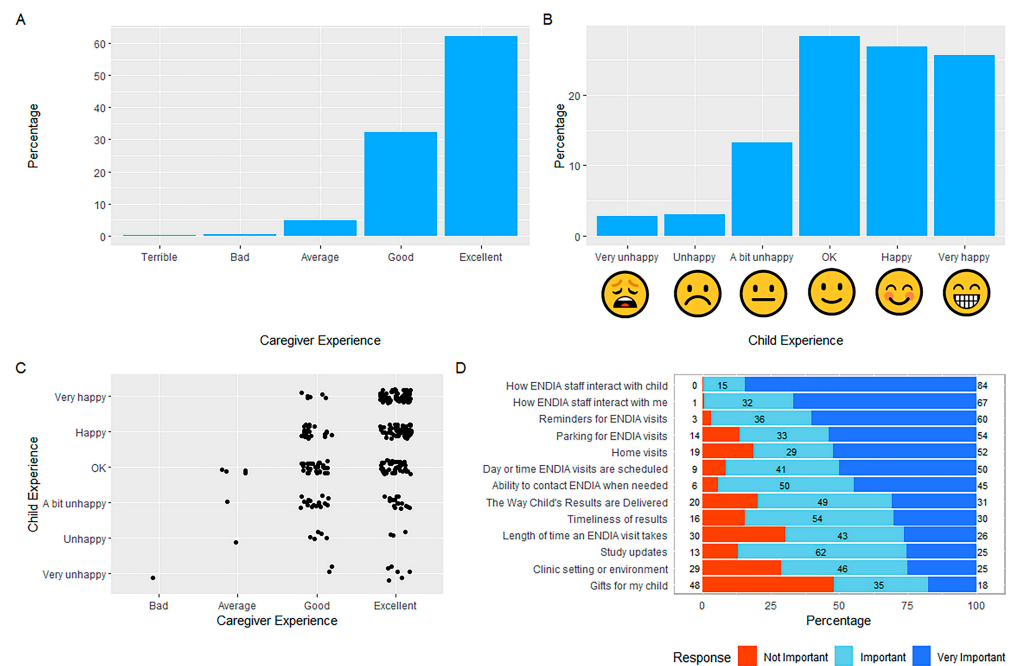 A
60
50
40
30
20
10
0
Percentage
Terrible Bad Average Good Excellent
Caregiver Experience
B
20
10
0
Percentage
Very unhappy Unhappy A bit unhappy OK Happy Very happy
Child Experience
C
Very happy
Happy
OK
A bit unhappy
Unhappy
Very unhappy
Child Experience
Bad Average Good Excellent
Caregiver Experience
D
How ENDIA staff interact with child 0 15 84
How ENDIA staff interact with me 1 32 67
Reminders for ENDIA visits 3 36 60
Parking for ENDIA visits 14 33 54
Home visits 19 29 52
Day or time ENDIA visits are scheduled 9 41 50
Ability to contact ENDIA when needed 6 50 45
The Way Child's Results are Delivered 20 49 31
Timeliness of results 16 54 30
Length of time an ENDIA visit takes 30 43 26
Study updates 13 62 25
Clinic setting or environment 29 46 25
Gifts for my child 48 35 18
0 25 50 75 100
Percentage
Response Not Important Important Very Important